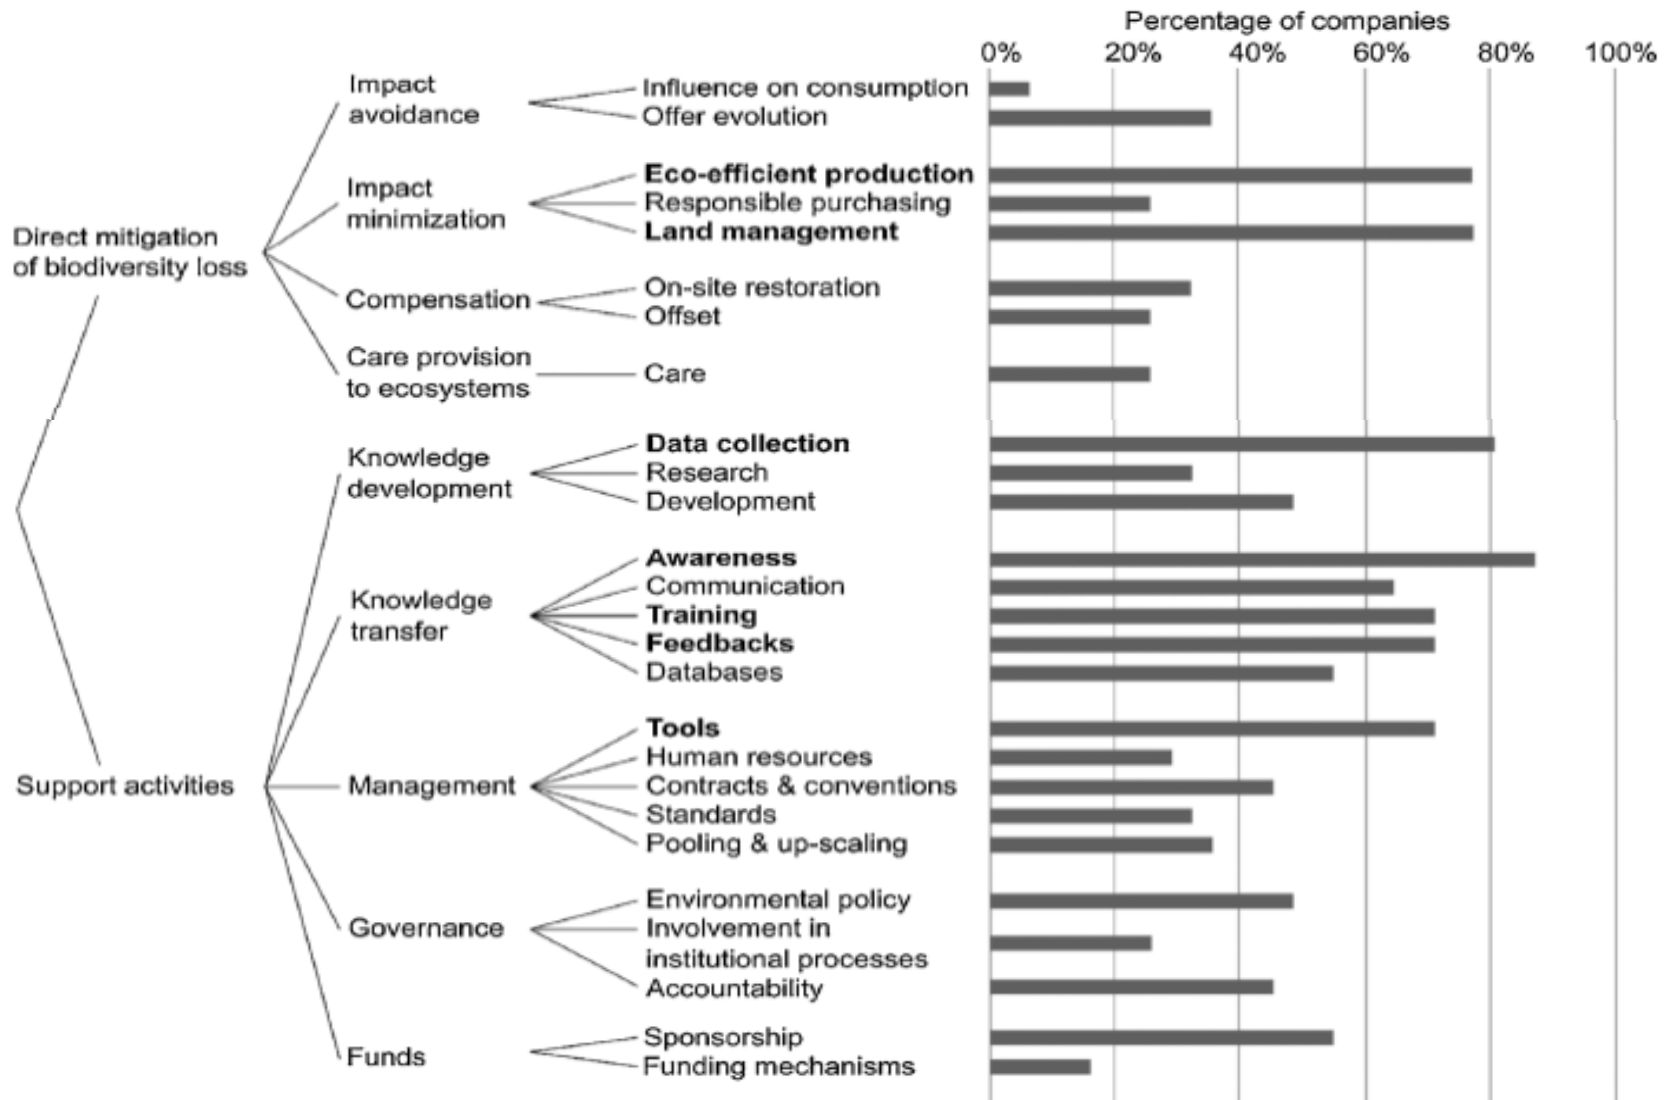 Percentage of companies
0% 20% 40% 60% 80% 100%
Direct mitigation
of biodiversity loss
Impact
avoidance
Influence on consumption
Offer evolution
Impact
minimization
Eco-efficient production
Responsible purchasing
Land management
Compensation
On-site restoration
Offset
Care provision
to ecosystems
Care
Support activities
Knowledge
development
Data collection
Research
Development
Knowledge
transfer
Awareness
Communication
Training
Feedbacks
Databases
Management
Tools
Human resources
Contracts & conventions
Standards
Pooling & up-scaling
Governance
Environmental policy
Involvement in
institutional processes
Accountability
Funds
Sponsorship
Funding mechanisms